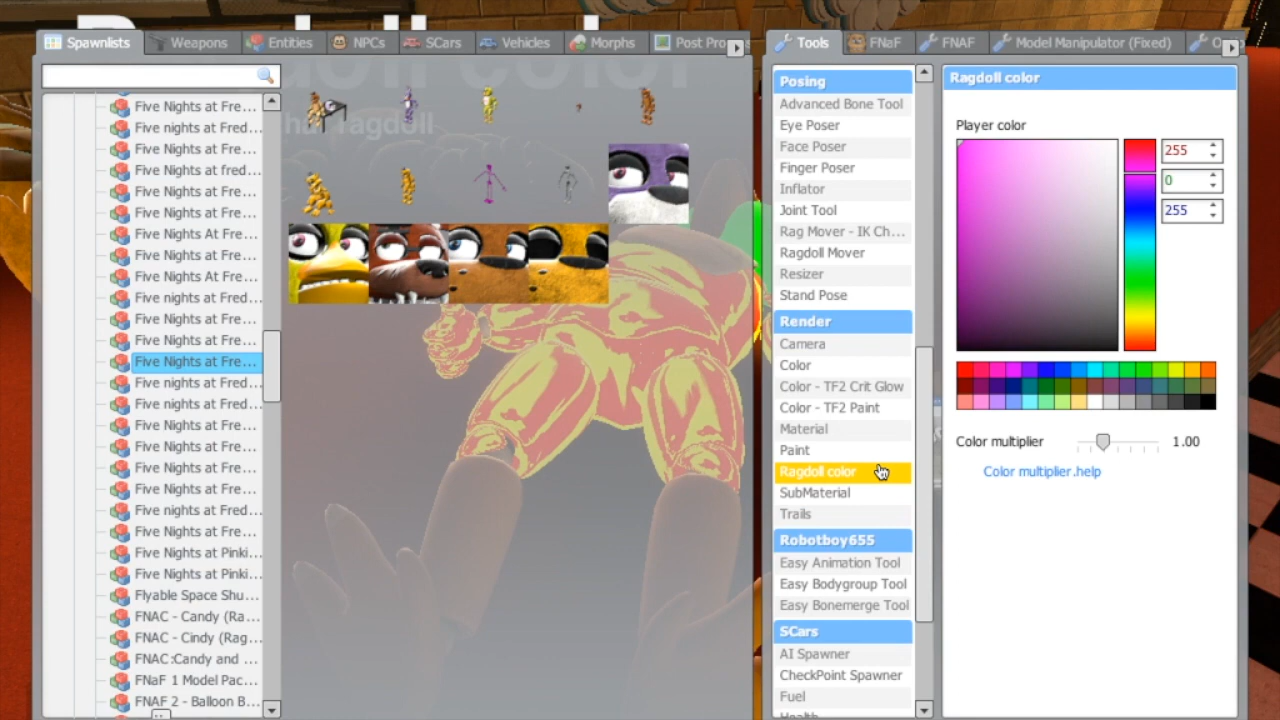 Spawnlists
Weapons
Entities
NPCs
SCars
Vehicles
Morphs
Post Pro
Five Nights at Fre...
Five nights at Fred...
Five Nights at Fre...
Five Nights at fred...
Five Nights at Fre...
Five Nights at Fre...
Five Nights At Fre...
Five Nights at Fre...
Five Nights At Fre...
Five nights at Fred...
Five Nights at Fre...
Five Nights at Fre...
Five Nights at Fre...
Five nights at Fred...
Five nights at Fred...
Five Nights at Fre...
Five Nights at Fre...
Five Nights at Fre...
Five Nights at Fre...
Five nights at Fred...
Five Nights at Fre...
Five Nights at Pinki...
Five Nights at Pinki...
Flyable Space Shu...
FNAC - Candy (Ra...
FNAC - Cindy (Rag...
FNAC :Candy and ...
FNaF 1 Model Pac...
FNAF 2 - Balloon B...
Tools
FNaF
FNAF
Model Manipulator (Fixed)
Posing
Advanced Bone Tool
Eye Poser
Face Poser
Finger Poser
Inflator
Joint Tool
Rag Mover - IK Ch...
Ragdoll Mover
Resizer
Stand Pose
Render
Camera
Color
Color - TF2 Crit Glow
Color - TF2 Paint
Material
Paint
Ragdoll color
SubMaterial
Trails
Robotboy655
Easy Animation Tool
Easy Bodygroup Tool
Easy Bonemerge Tool
SCars
AI Spawner
CheckPoint Spawner
Fuel
Health
Ragdoll color
Player color
255
0
255
Color multiplier
1.00
Color multiplier.help